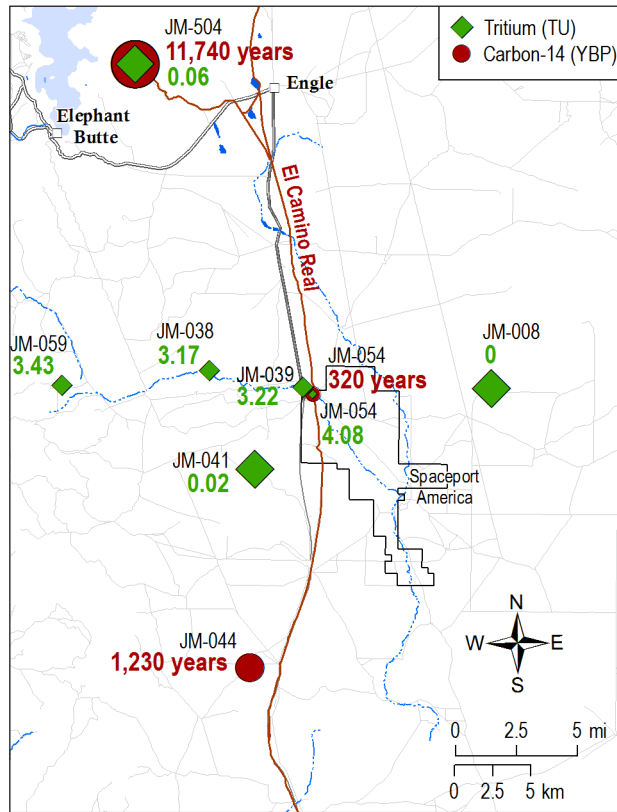 JM-504
11,740 years
0.06
Tritium (TU)
Carbon-14 (YBP)
Engle
Elephant
Butte
El Camino Real
JM-059
3.43
JM-038
3.17
JM-039
3.22
JM-054
320 years
JM-054
4.08
JM-008
0
JM-041
0.02
Spaceport
America
JM-044
1,230 years
N
W E
S
0 2.5 5 mi
0 2.5 5 km